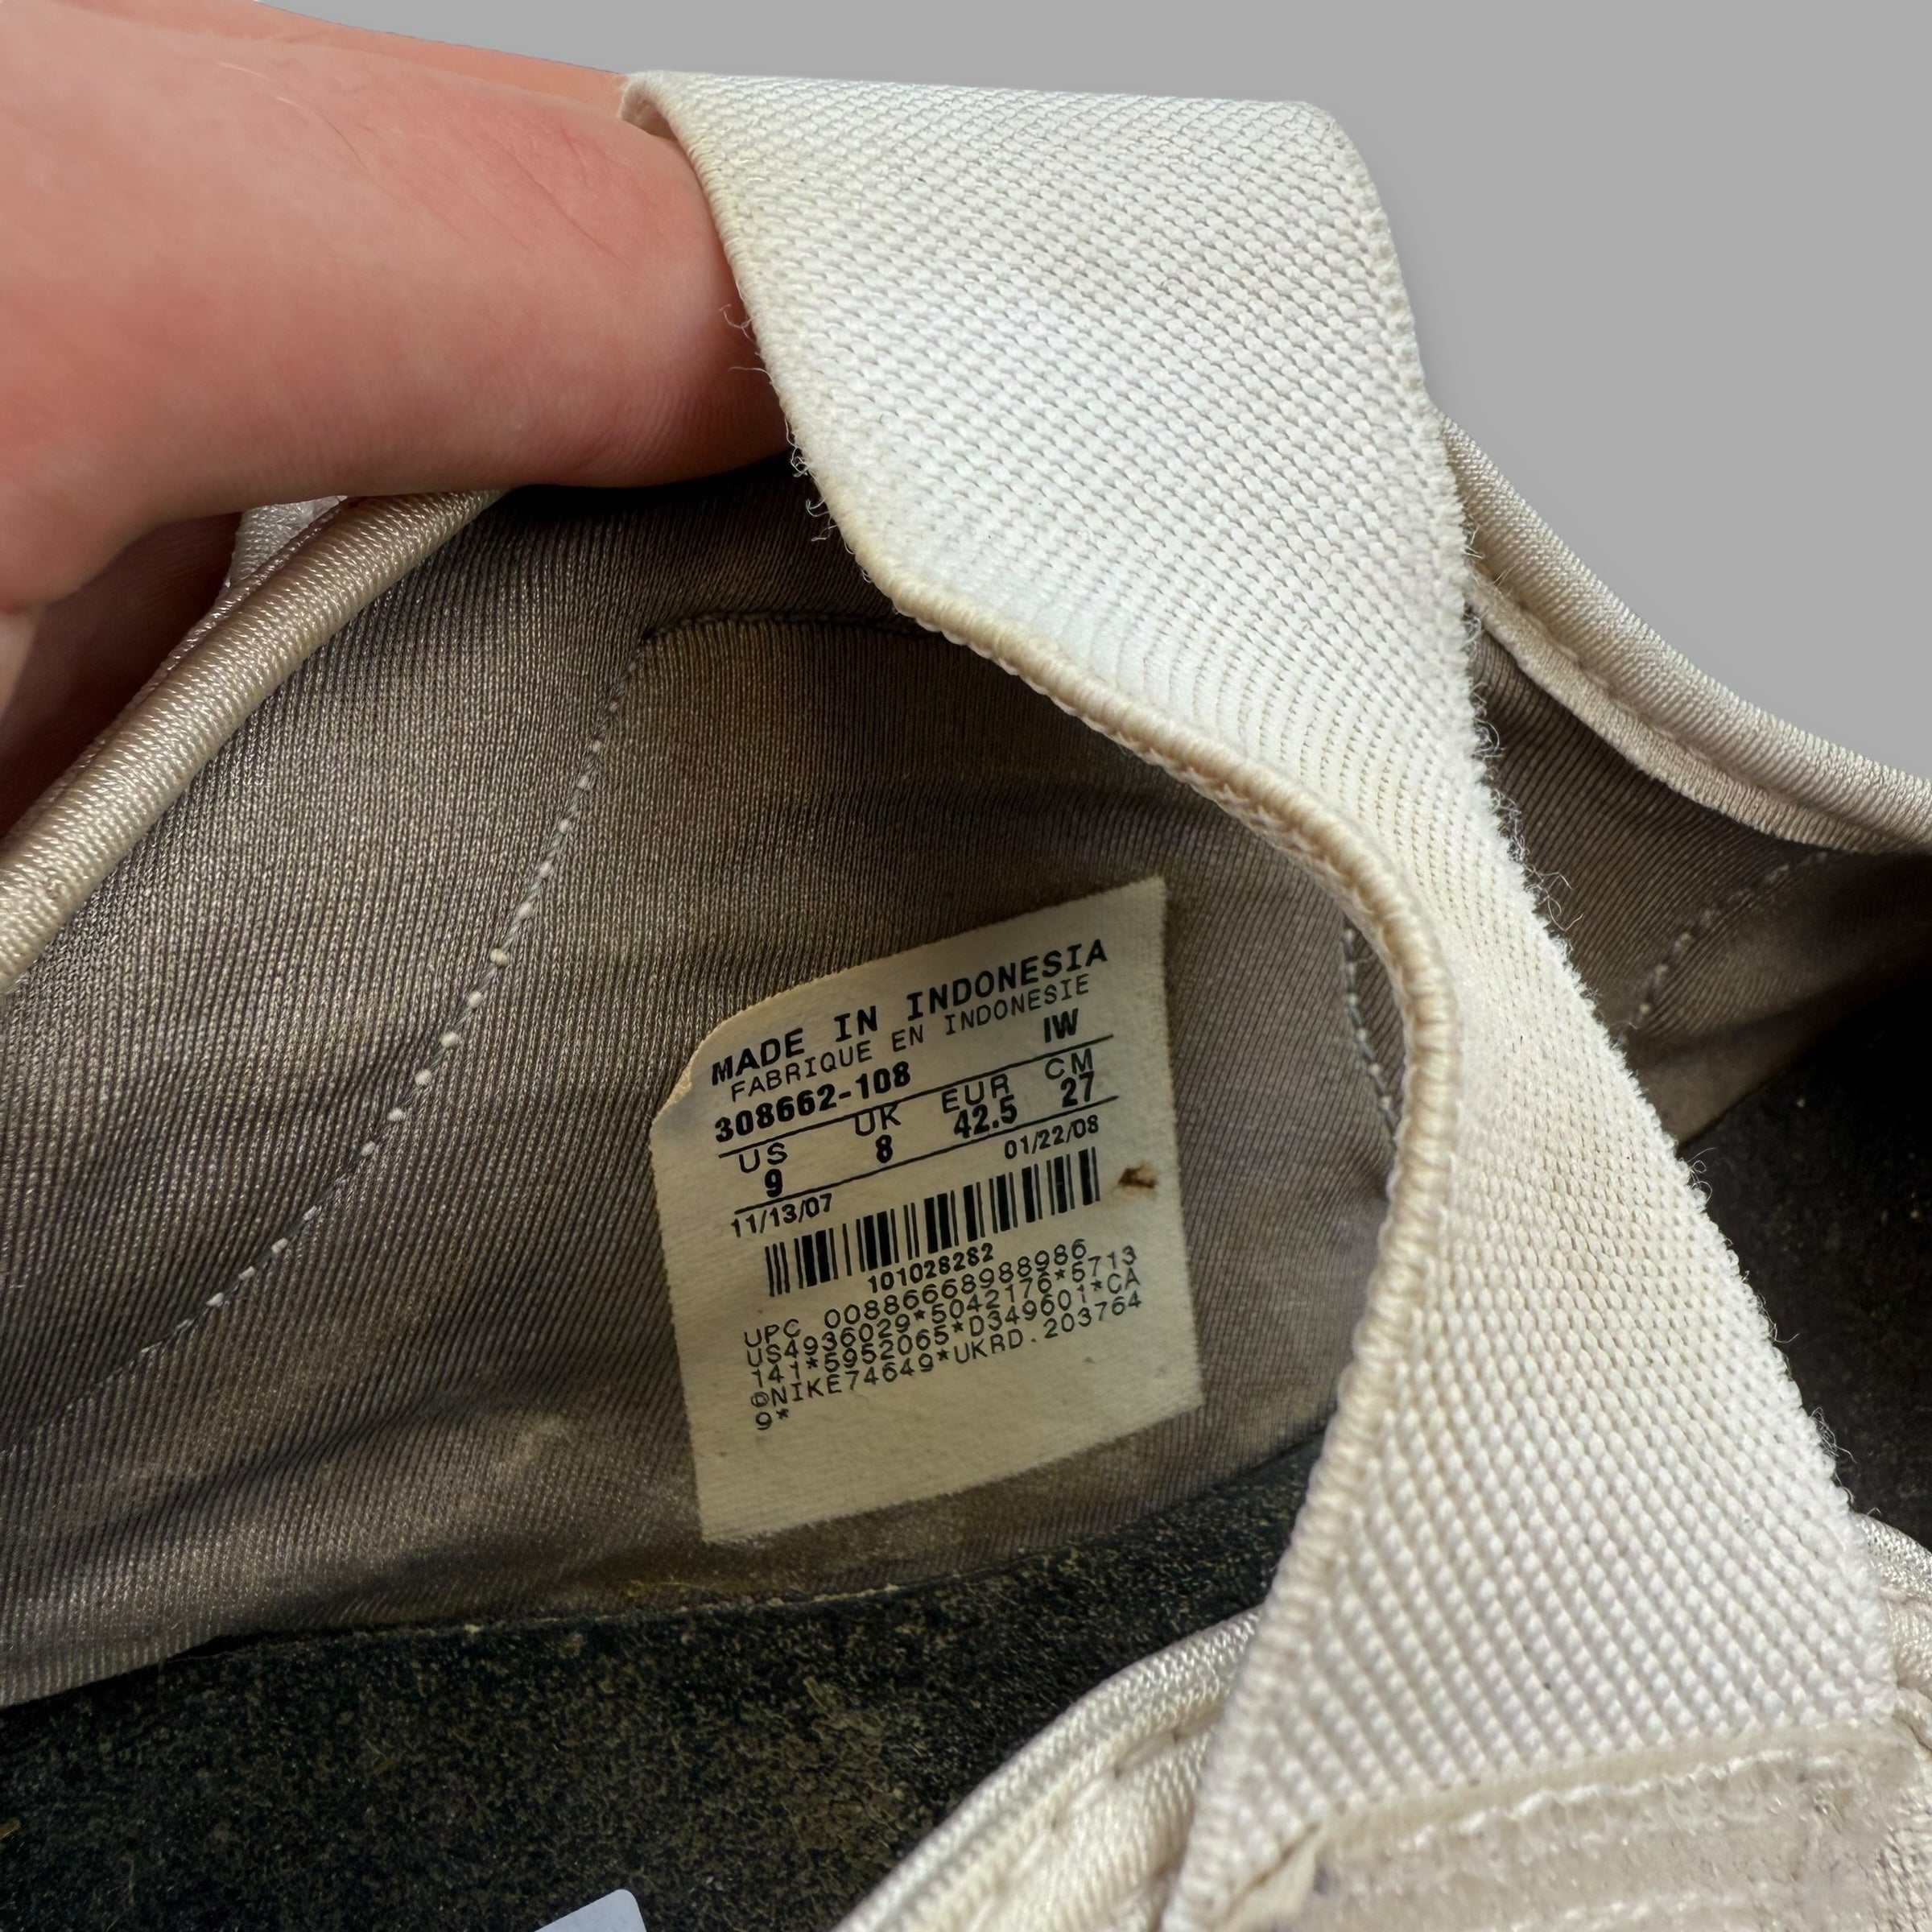 MADE IN INDONESIA
FABRIQUE EN INDONESIE
308662-108 IW
US UK EUR CM
9 8 42.5 27
11/13/07 01/22/08
101028282
UPC 00886668988986
US4936029*5042176*5713
141*5952065*D349601*CA
©NIKE74649*UKRD.203764
9*